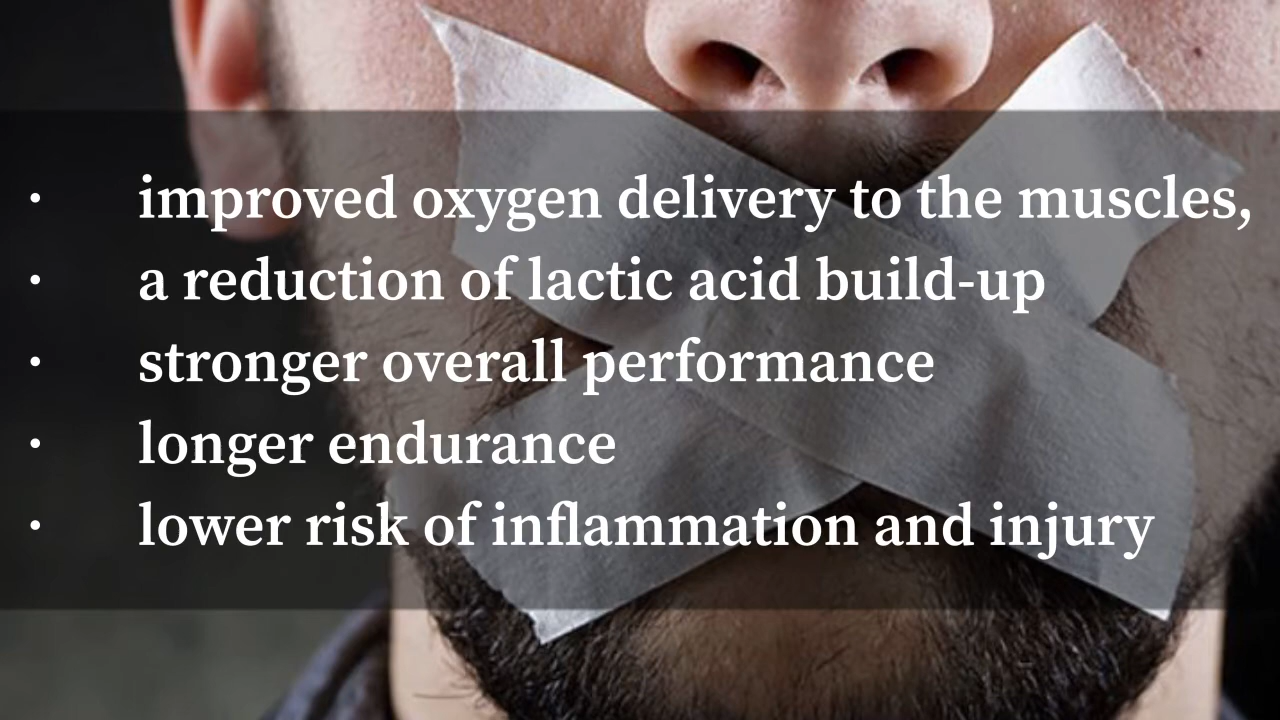 · improved oxygen delivery to the muscles,
· a reduction of lactic acid build-up
· stronger overall performance
· longer endurance
· lower risk of inflammation and injury